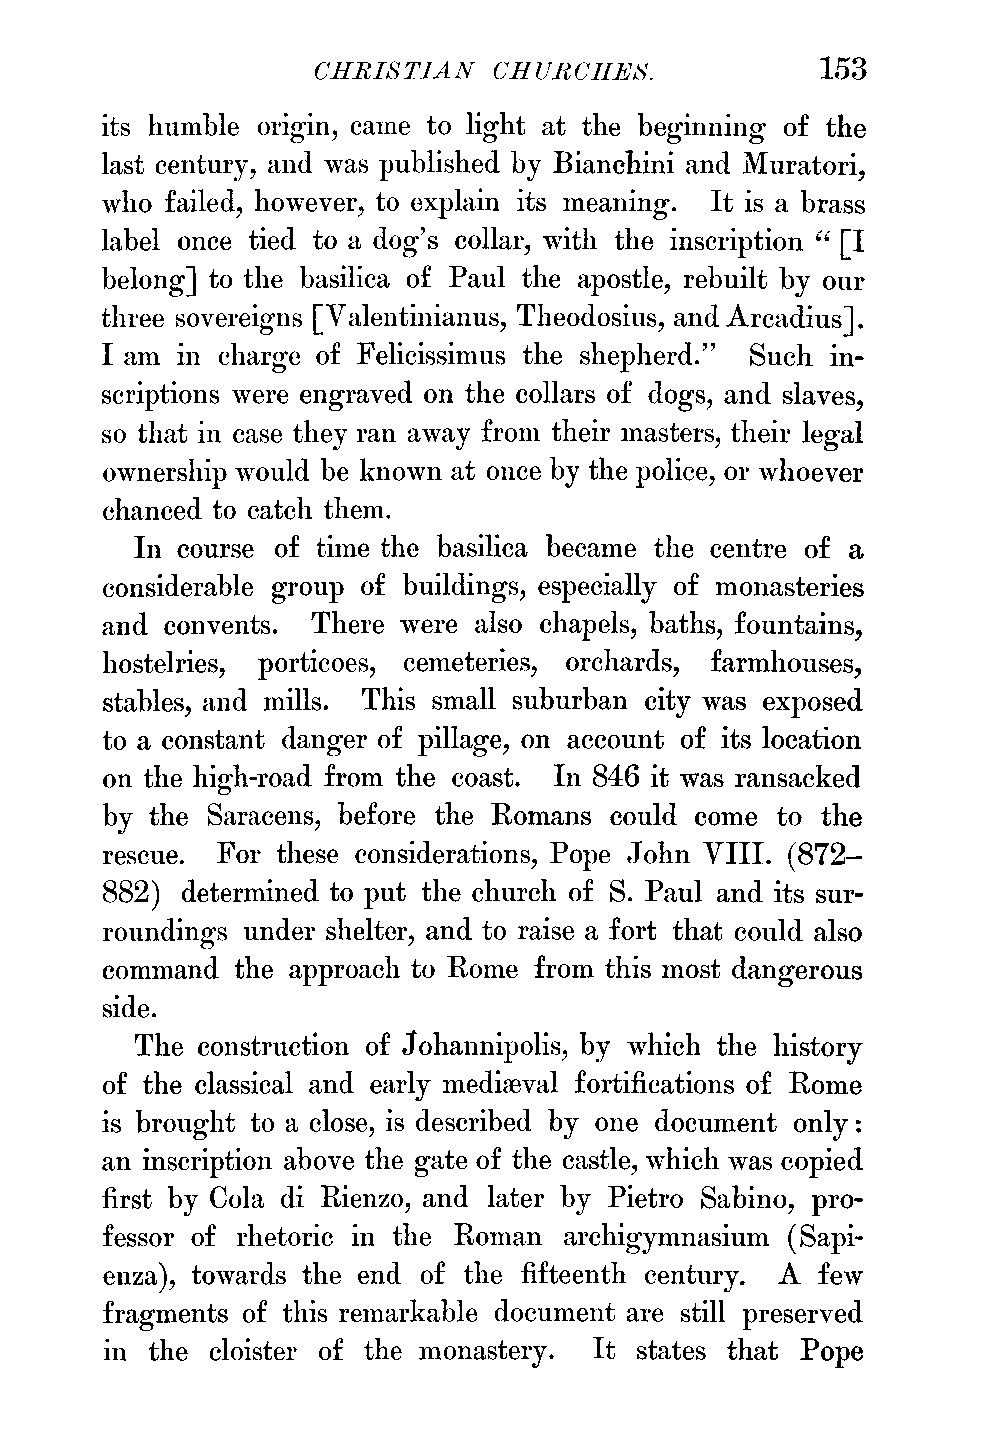 CHRISTIAN CHURCHES. 153
its humble origin, came to light at the beginning of the
last century, and was published by Bianchini and Muratori,
who failed, however, to explain its meaning. It is a brass
label once tied to a dog's collar, with the inscription “ [I
belong] to the basilica of Paul the apostle, rebuilt by our
three sovereigns [Valentinianus, Theodosius, and Arcadius].
I am in charge of Felicissimus the shepherd.” Such in-
scriptions were engraved on the collars of dogs, and slaves,
so that in case they ran away from their masters, their legal
ownership would be known at once by the police, or whoever
chanced to catch them.
In course of time the basilica became the centre of a
considerable group of buildings, especially of monasteries
and convents. There were also chapels, baths, fountains,
hostelries, porticoes, cemeteries, orchards, farmhouses,
stables, and mills. This small suburban city was exposed
to a constant danger of pillage, on account of its location
on the high-road from the coast. In 846 it was ransacked
by the Saracens, before the Romans could come to the
rescue. For these considerations, Pope John VIII. (872–
882) determined to put the church of S. Paul and its sur-
roundings under shelter, and to raise a fort that could also
command the approach to Rome from this most dangerous
side.
The construction of Johannipolis, by which the history
of the classical and early mediæval fortifications of Rome
is brought to a close, is described by one document only:
an inscription above the gate of the castle, which was copied
first by Cola di Rienzo, and later by Pietro Sabino, pro-
fessor of rhetoric in the Roman archigymnasium (Sapi-
enza), towards the end of the fifteenth century. A few
fragments of this remarkable document are still preserved
in the cloister of the monastery. It states that Pope